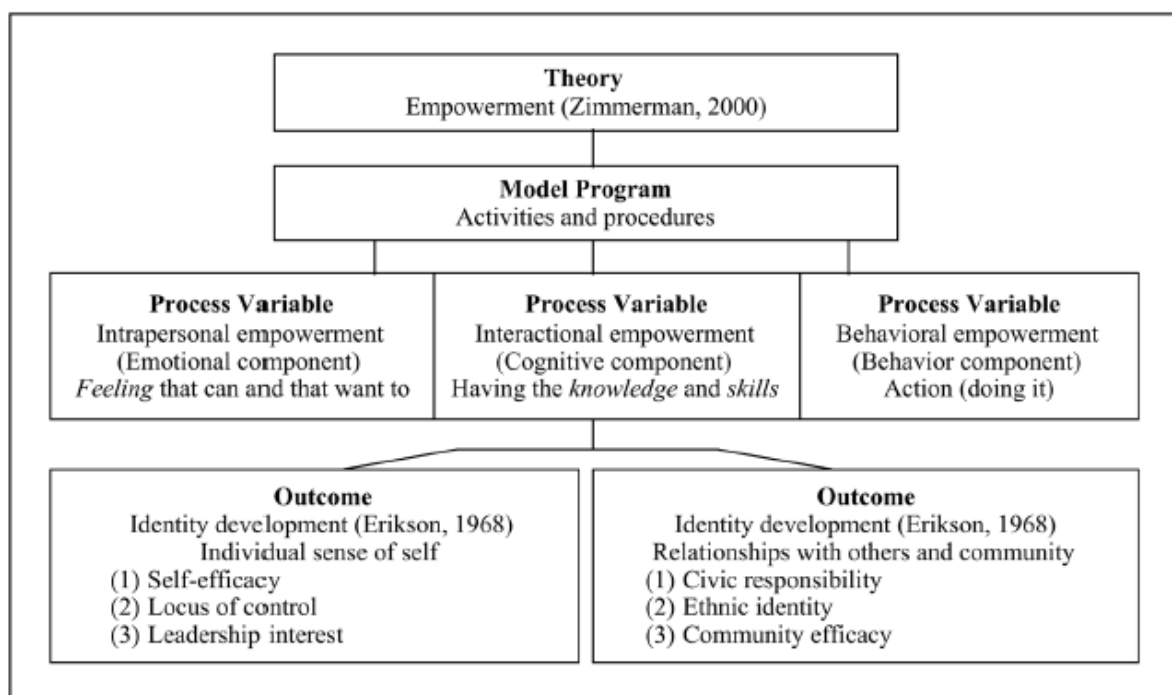 Theory
Empowerment (Zimmerman, 2000)
Model Program
Activities and procedures
Process Variable
Intrapersonal empowerment
(Emotional component)
Feeling that can and that want to
Process Variable
Interactional empowerment
(Cognitive component)
Having the knowledge and skills
Process Variable
Behavioral empowerment
(Behavior component)
Action (doing it)
Outcome
Identity development (Erikson, 1968)
Individual sense of self
(1) Self-efficacy
(2) Locus of control
(3) Leadership interest
Outcome
Identity development (Erikson, 1968)
Relationships with others and community
(1) Civic responsibility
(2) Ethnic identity
(3) Community efficacy